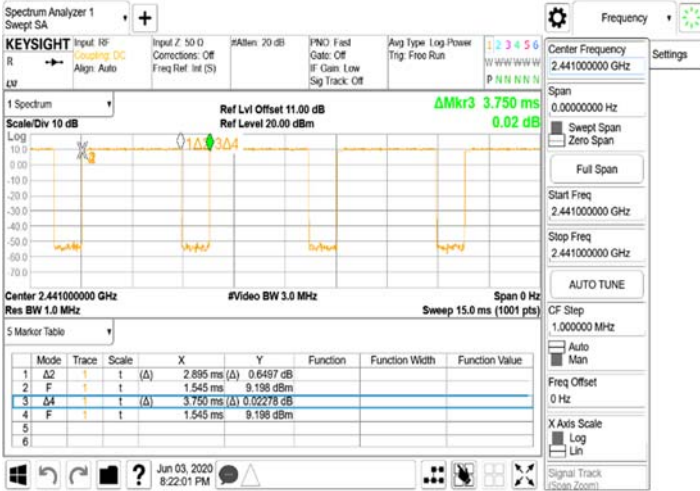 Spectrum Analyzer 1
Swept SA
+
Frequency
KEYSIGHT
Input: RF
Coupling: DC
Align: Auto
Input Z: 50 Ω
Corrections: Off
Freq Ref: Int (S)
#Atten: 20 dB
PNO: Fast
Gate: Off
IF Gain: Low
Sig Track: Off
Avg Type: Log-Power
Trig: Free Run
1 2 3 4 5 6
W W W W W W
P N N N N N
R
LXI
Center Frequency
2.441000000 GHz
Settings
1 Spectrum
Scale/Div 10 dB
Ref Lvl Offset 11.00 dB
Ref Level 20.00 dBm
ΔMkr3 3.750 ms
0.02 dB
Span
0.00000000 Hz
Swept Span
Zero Span
Full Span
Start Freq
2.441000000 GHz
Stop Freq
2.441000000 GHz
AUTO TUNE
CF Step
1.000000 MHz
Auto
Man
Freq Offset
0 Hz
X Axis Scale
Log
Lin
Signal Track
(Span Zoom)
Log
10.0
0.00
-10.0
-20.0
-30.0
-40.0
-50.0
-60.0
-70.0
3Δ4
Center 2.441000000 GHz
#Video BW 3.0 MHz
Span 0 Hz
Res BW 1.0 MHz
Sweep 15.0 ms (1001 pts)
5 Marker Table
Mode Trace Scale X Y Function Function Width Function Value
1 Δ2 1 t (Δ) 2.895 ms (Δ) 0.6497 dB
2 F 1 t 1.545 ms 9.198 dBm
3 Δ4 1 t (Δ) 3.750 ms (Δ) 0.02278 dB
4 F 1 t 1.545 ms 9.198 dBm
5
6
?
Jun 03, 2020
8:22:01 PM